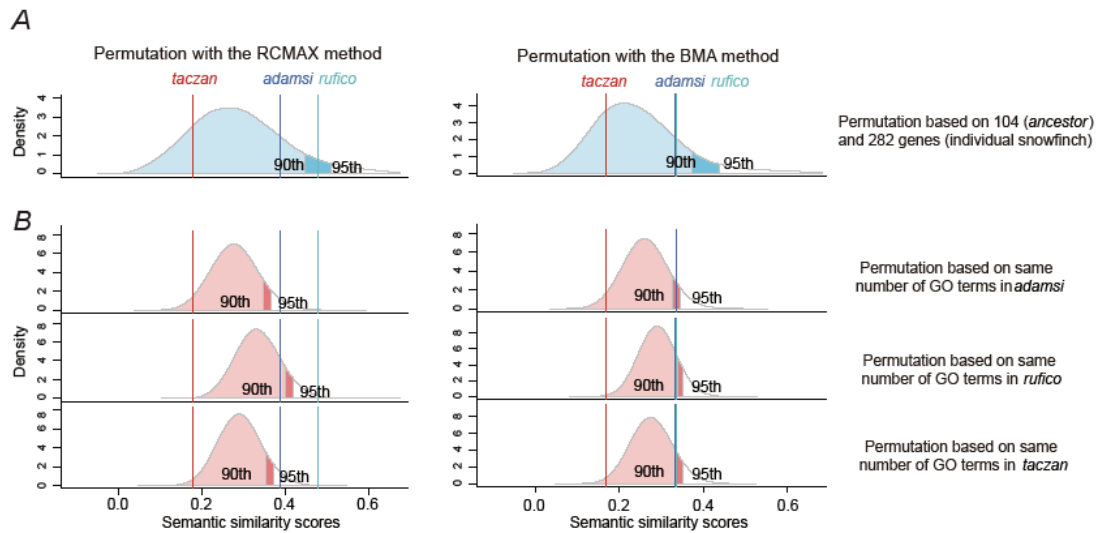 A
Permutation with the RCMAX method
Permutation with the BMA method
taczan adamsi rufico
taczan adamsi rufico
Density
4
3
2
1
0
90th 95th
4
3
2
1
0
90th 95th
Permutation based on 104 (ancestor)
and 282 genes (individual snowfinch)
B
8
6
4
2
0
90th 95th
8
6
4
2
0
90th 95th
Permutation based on same
number of GO terms in adamsi
Density
8
6
4
2
0
90th 95th
8
6
4
2
0
90th 95th
Permutation based on same
number of GO terms in rufico
8
6
4
2
0
90th 95th
8
6
4
2
0
90th 95th
Permutation based on same
number of GO terms in taczan
0.0 0.2 0.4 0.6
Semantic similarity scores
0.0 0.2 0.4 0.6
Semantic similarity scores